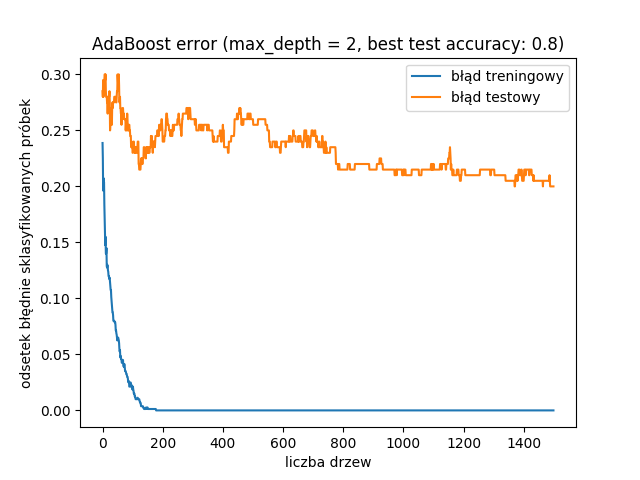 AdaBoost error (max_depth = 2, best test accuracy: 0.8)
błąd treningowy
błąd testowy
odsetek błędnie sklasyfikowanych próbek
0.30
0.25
0.20
0.15
0.10
0.05
0.00
0 200 400 600 800 1000 1200 1400
liczba drzew